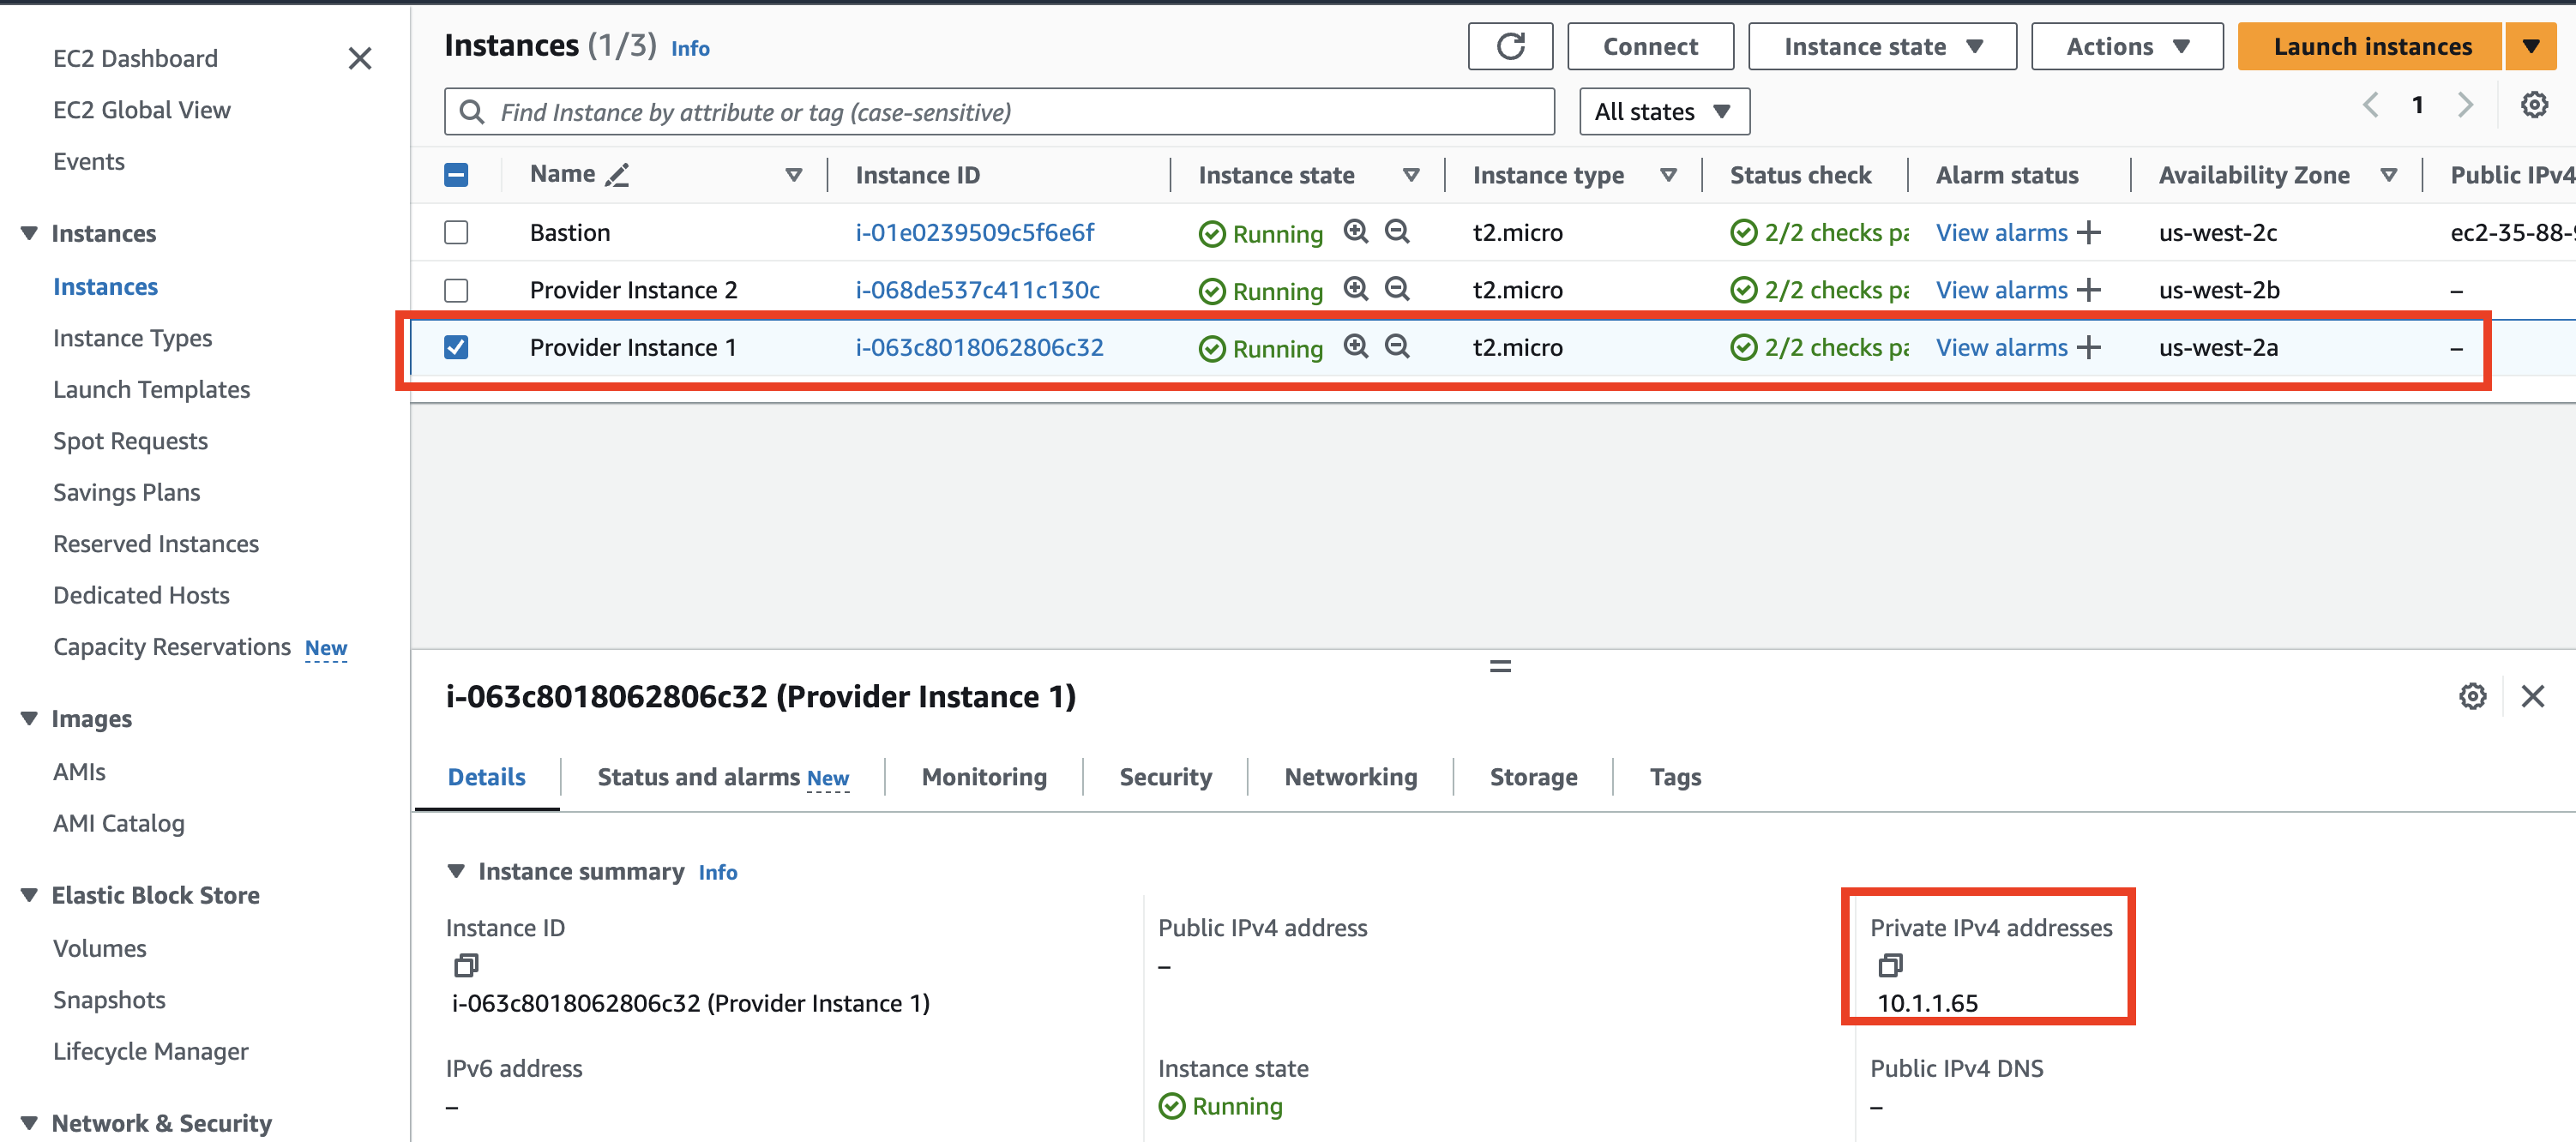 EC2 Dashboard
EC2 Global View
Events
Instances
Instances
Instance Types
Launch Templates
Spot Requests
Savings Plans
Reserved Instances
Dedicated Hosts
Capacity Reservations New
Images
AMIs
AMI Catalog
Elastic Block Store
Volumes
Snapshots
Lifecycle Manager
Network & Security
Instances (1/3) Info
Connect
Instance state
Actions
Launch instances
Find Instance by attribute or tag (case-sensitive)
All states
1
Name Instance ID Instance state Instance type Status check Alarm status Availability Zone Public IPv4
Bastion i-01e0239509c5f6e6f Running t2.micro 2/2 checks pa View alarms + us-west-2c ec2-35-88-9
Provider Instance 2 i-068de537c411c130c Running t2.micro 2/2 checks pa View alarms + us-west-2b –
Provider Instance 1 i-063c8018062806c32 Running t2.micro 2/2 checks pa View alarms + us-west-2a –
i-063c8018062806c32 (Provider Instance 1)
Details Status and alarms New Monitoring Security Networking Storage Tags
Instance summary Info
Instance ID
i-063c8018062806c32 (Provider Instance 1)
Public IPv4 address
–
Private IPv4 addresses
10.1.1.65
IPv6 address
–
Instance state
Running
Public IPv4 DNS
–